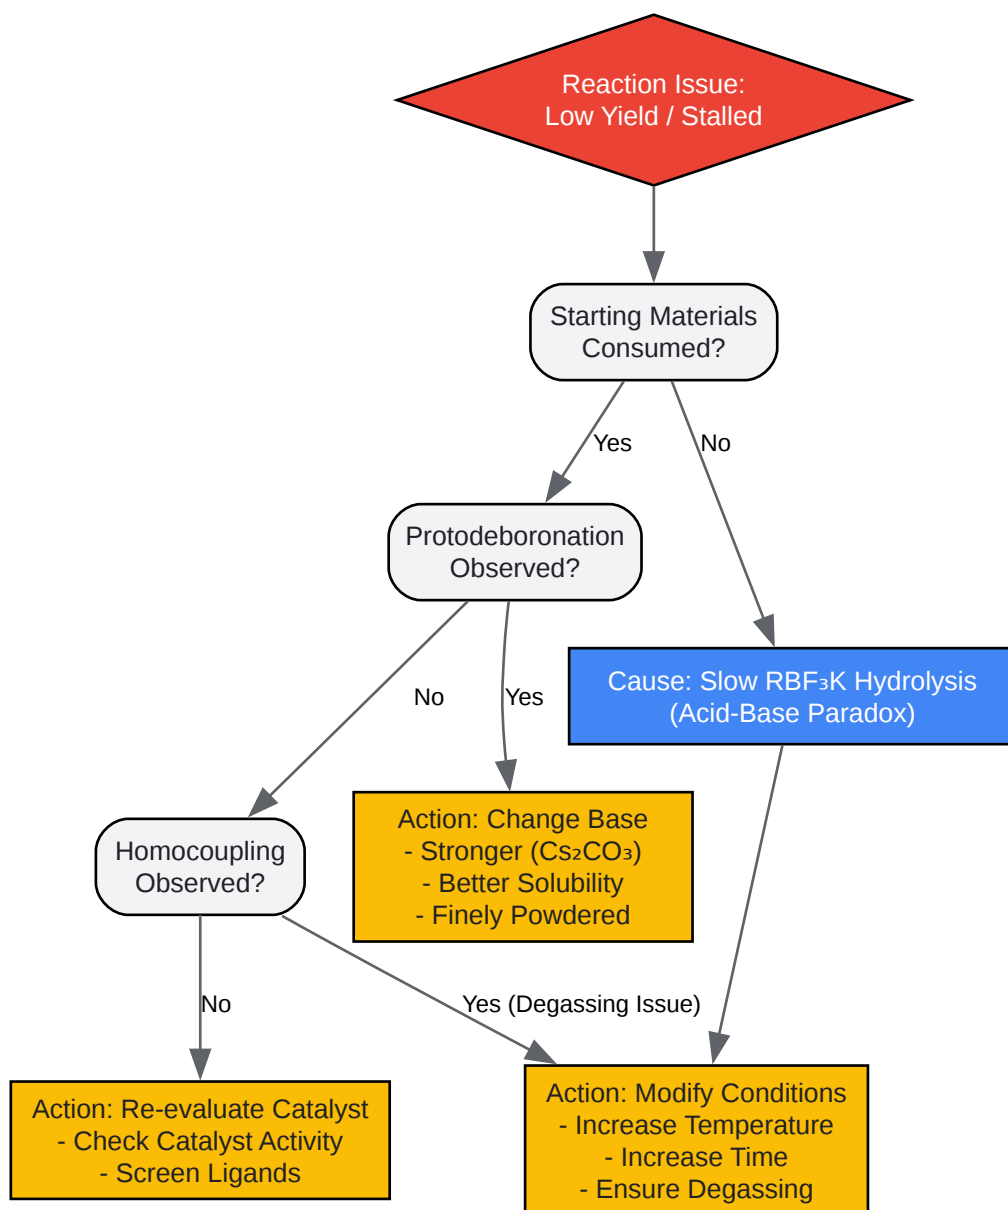 Reaction Issue:
Low Yield / Stalled
Starting Materials
Consumed?
Yes
No
Protodeboronation
Observed?
Cause: Slow RBF₃K Hydrolysis
(Acid-Base Paradox)
No
Yes
Action: Change Base
- Stronger (Cs₂CO₃)
- Better Solubility
- Finely Powdered
Homocoupling
Observed?
No
Yes (Degassing Issue)
Action: Re-evaluate Catalyst
- Check Catalyst Activity
- Screen Ligands
Action: Modify Conditions
- Increase Temperature
- Increase Time
- Ensure Degassing